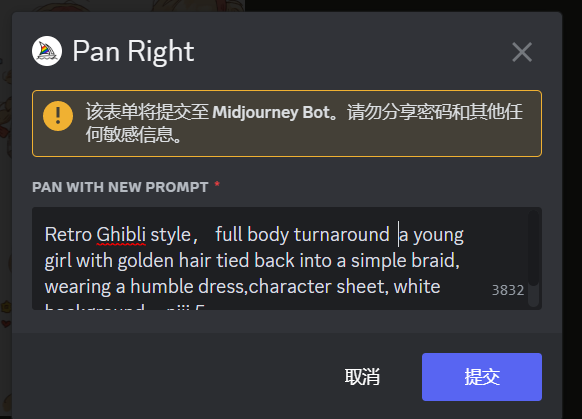 Pan Right
该表单将提交至 Midjourney Bot。请勿分享密码和其他任
何敏感信息。
PAN WITH NEW PROMPT *
Retro Ghibli style， full body turnaround a young
girl with golden hair tied back into a simple braid,
wearing a humble dress,character sheet, white
3832
取消
提交